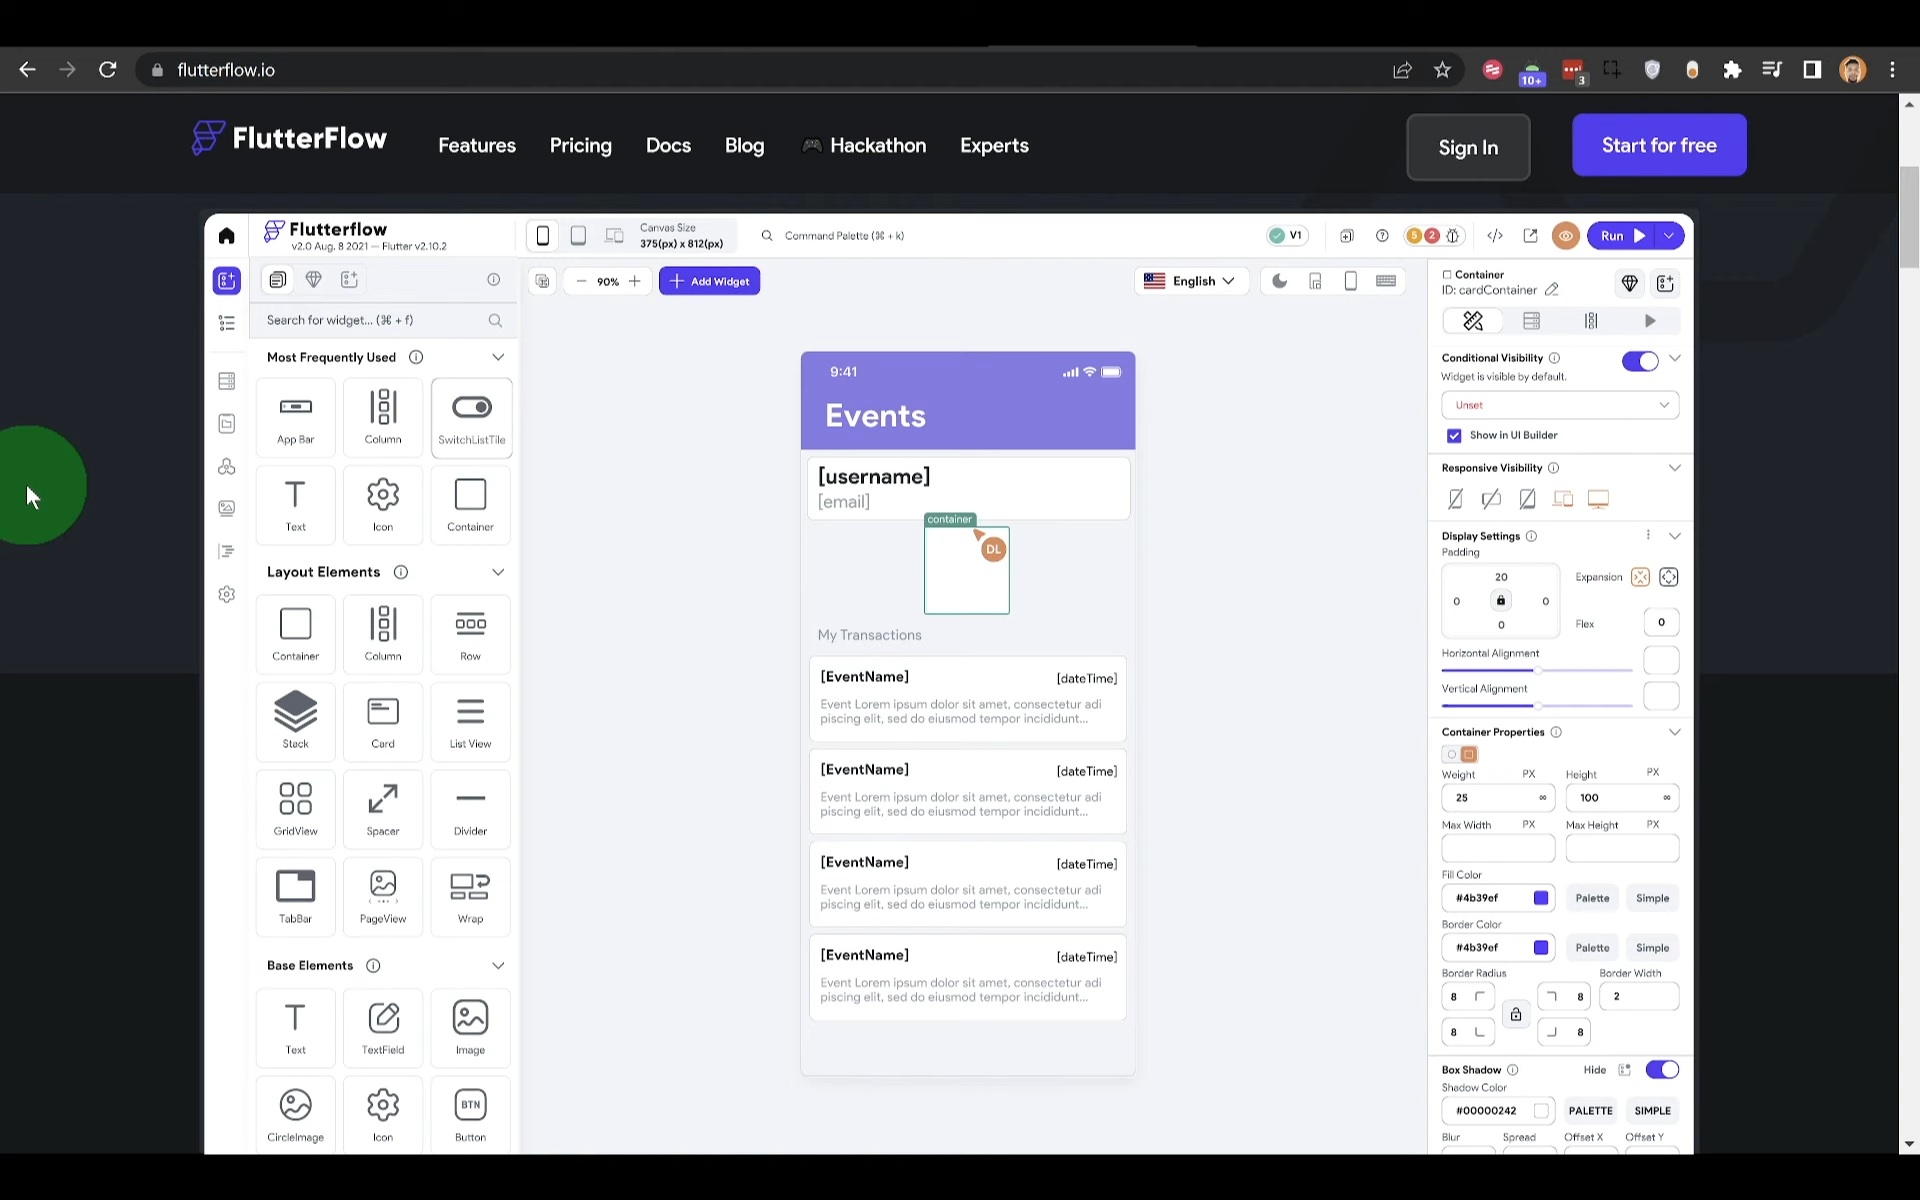 flutterflow.io
10+
3
FlutterFlow
Features
Pricing
Docs
Blog
Hackathon
Experts
Sign In
Start for free
Flutterflow
v2.0 Aug. 8 2021 — Flutter v2.10.2
Canvas Size
375(px) x 812(px)
Command Palette (⌘ + k)
V1
5
2
Run
90%
Add Widget
English
Search for widget... (⌘ + f)
Most Frequently Used
App Bar
Column
SwitchListTile
Text
Icon
Container
Layout Elements
Container
Column
Row
Stack
Card
List View
GridView
Spacer
Divider
TabBar
PageView
Wrap
Base Elements
Text
TextField
Image
CircleImage
Icon
BTN
Button
9:41
Events
[username]
[email]
container
DL
My Transactions
[EventName]
[dateTime]
Event Lorem ipsum dolor sit amet, consectetur adi
piscing elit, sed do eiusmod tempor incididunt...
[EventName]
[dateTime]
Event Lorem ipsum dolor sit amet, consectetur adi
piscing elit, sed do eiusmod tempor incididunt...
[EventName]
[dateTime]
Event Lorem ipsum dolor sit amet, consectetur adi
piscing elit, sed do eiusmod tempor incididunt...
[EventName]
[dateTime]
Event Lorem ipsum dolor sit amet, consectetur adi
piscing elit, sed do eiusmod tempor incididunt...
Container
ID: cardContainer
Conditional Visibility
Widget is visible by default.
Unset
Show in UI Builder
Responsive Visibility
Display Settings
Padding
20
0
0
0
Expansion
Flex
0
Horizontal Alignment
Vertical Alignment
Container Properties
Weight PX
Height PX
25 ∞
100 ∞
Max Width PX
Max Height PX
Fill Color
#4b39ef
Palette
Simple
Border Color
#4b39ef
Palette
Simple
Border Radius
Border Width
8
8
2
8
8
Box Shadow
Hide
Shadow Color
#00000242
PALETTE
SIMPLE
Blur
Spread
Offset X
Offset Y